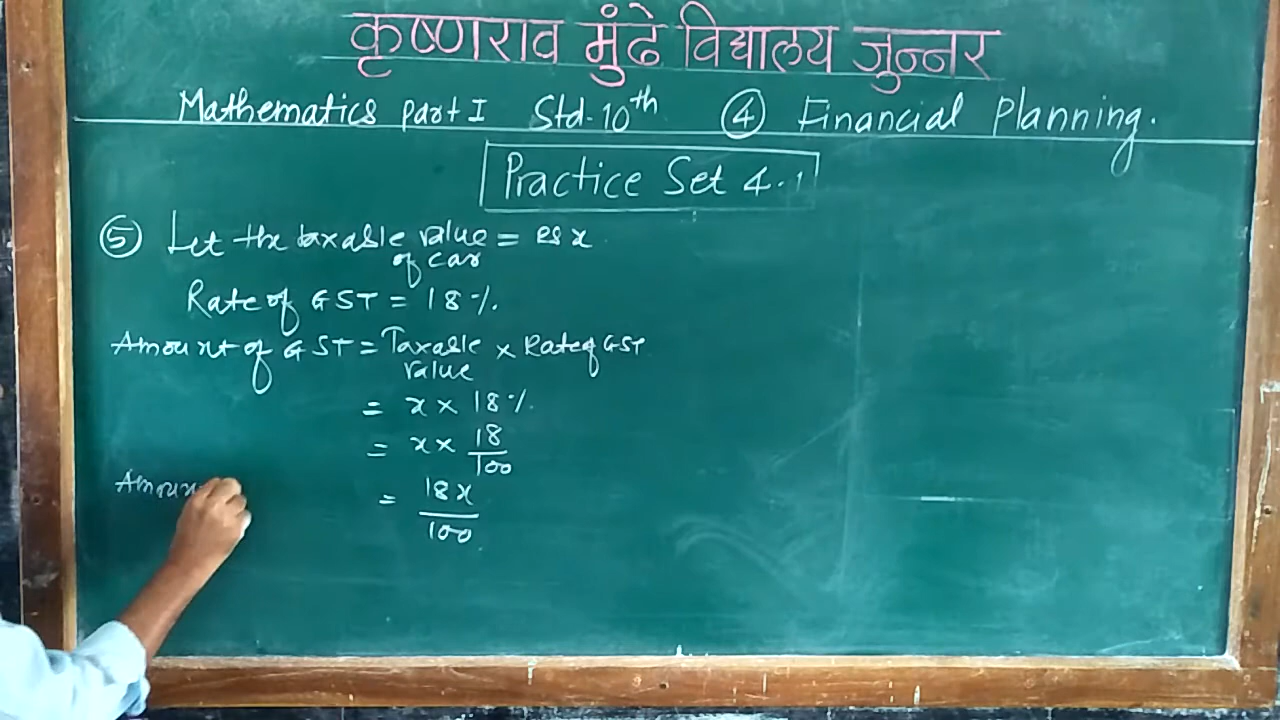 कृष्णराव मुंढे विद्यालय जुन्नर
Mathematics part I Std. 10th ④ Financial Planning.
Practice Set 4.1
⑤ Let the taxable value of car = Rs x
Rate of GST = 18%.
Amount of GST = Taxable value × Rate of GST
= x × 18%.
= x × 18/100
Amoun = 18x/100